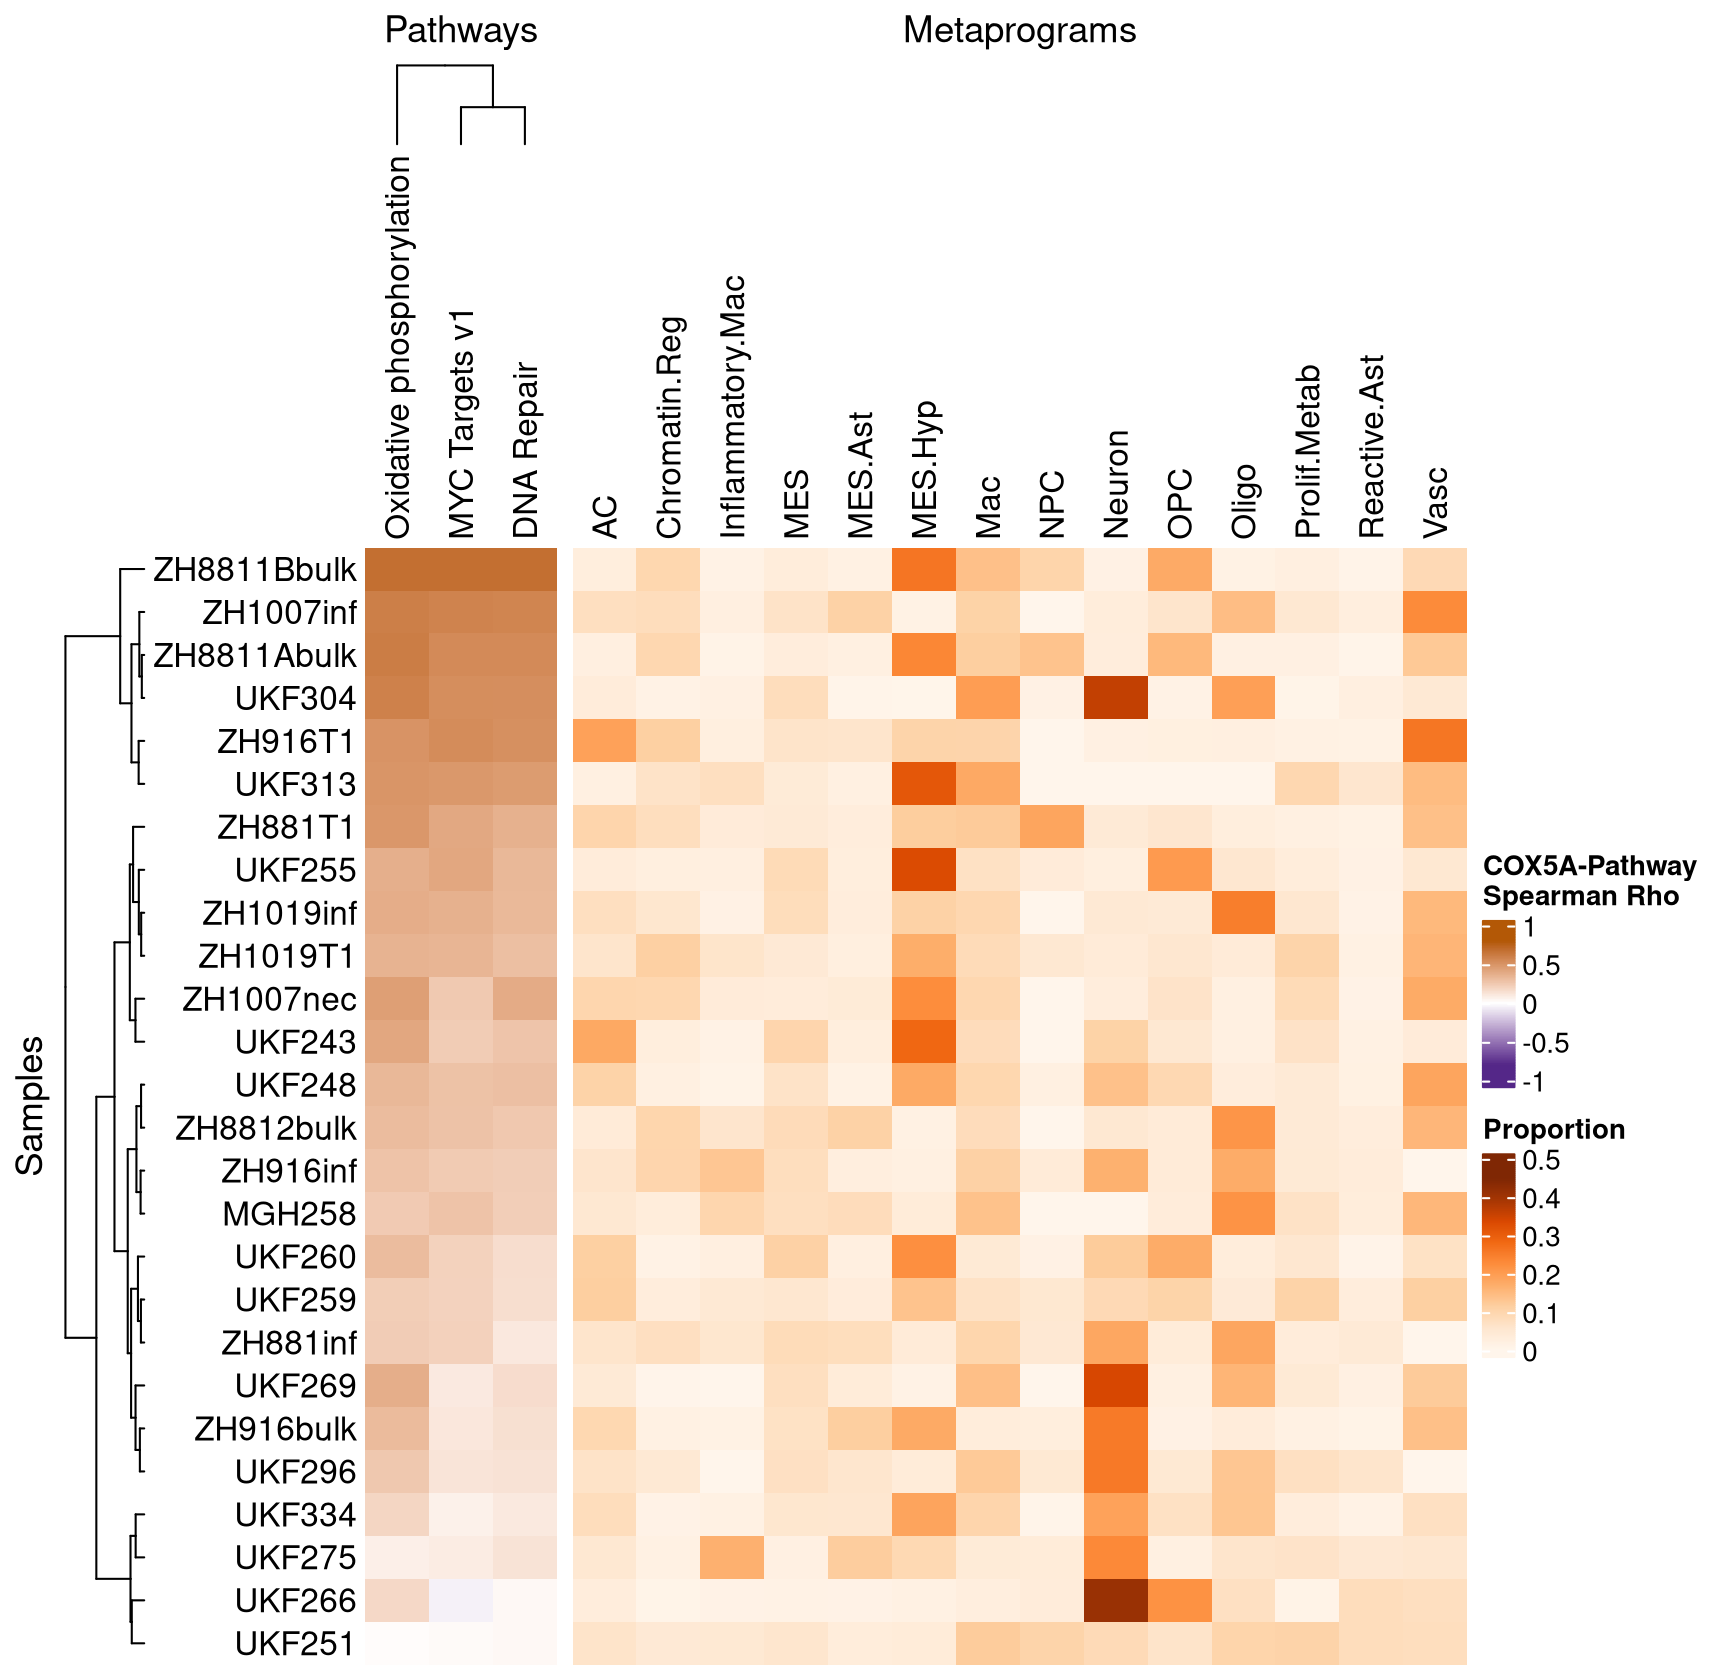 Pathways
Metaprograms
Oxidative phosphorylation
MYC Targets v1
DNA Repair
AC
Chromatin.Reg
Inflammatory.Mac
MES
MES.Ast
MES.Hyp
Mac
NPC
Neuron
OPC
Oligo
Prolif.Metab
Reactive.Ast
Vasc
Samples
ZH8811Bbulk
ZH1007inf
ZH8811Abulk
UKF304
ZH916T1
UKF313
ZH881T1
UKF255
ZH1019inf
ZH1019T1
ZH1007nec
UKF243
UKF248
ZH8812bulk
ZH916inf
MGH258
UKF260
UKF259
ZH881inf
UKF269
ZH916bulk
UKF296
UKF334
UKF275
UKF266
UKF251
COX5A-Pathway
Spearman Rho
1
0.5
0
-0.5
-1
Proportion
0.5
0.4
0.3
0.2
0.1
0